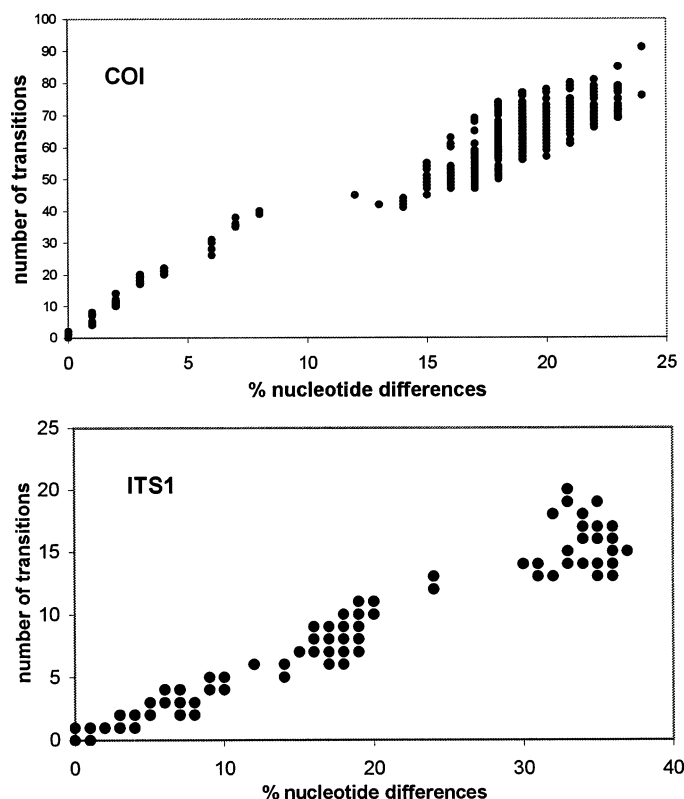 100
90
80
70
60
50
40
30
20
10
0
COI
number of transitions
0 5 10 15 20 25
% nucleotide differences
25
20
15
10
5
0
ITS1
number of transitions
0 10 20 30 40
% nucleotide differences